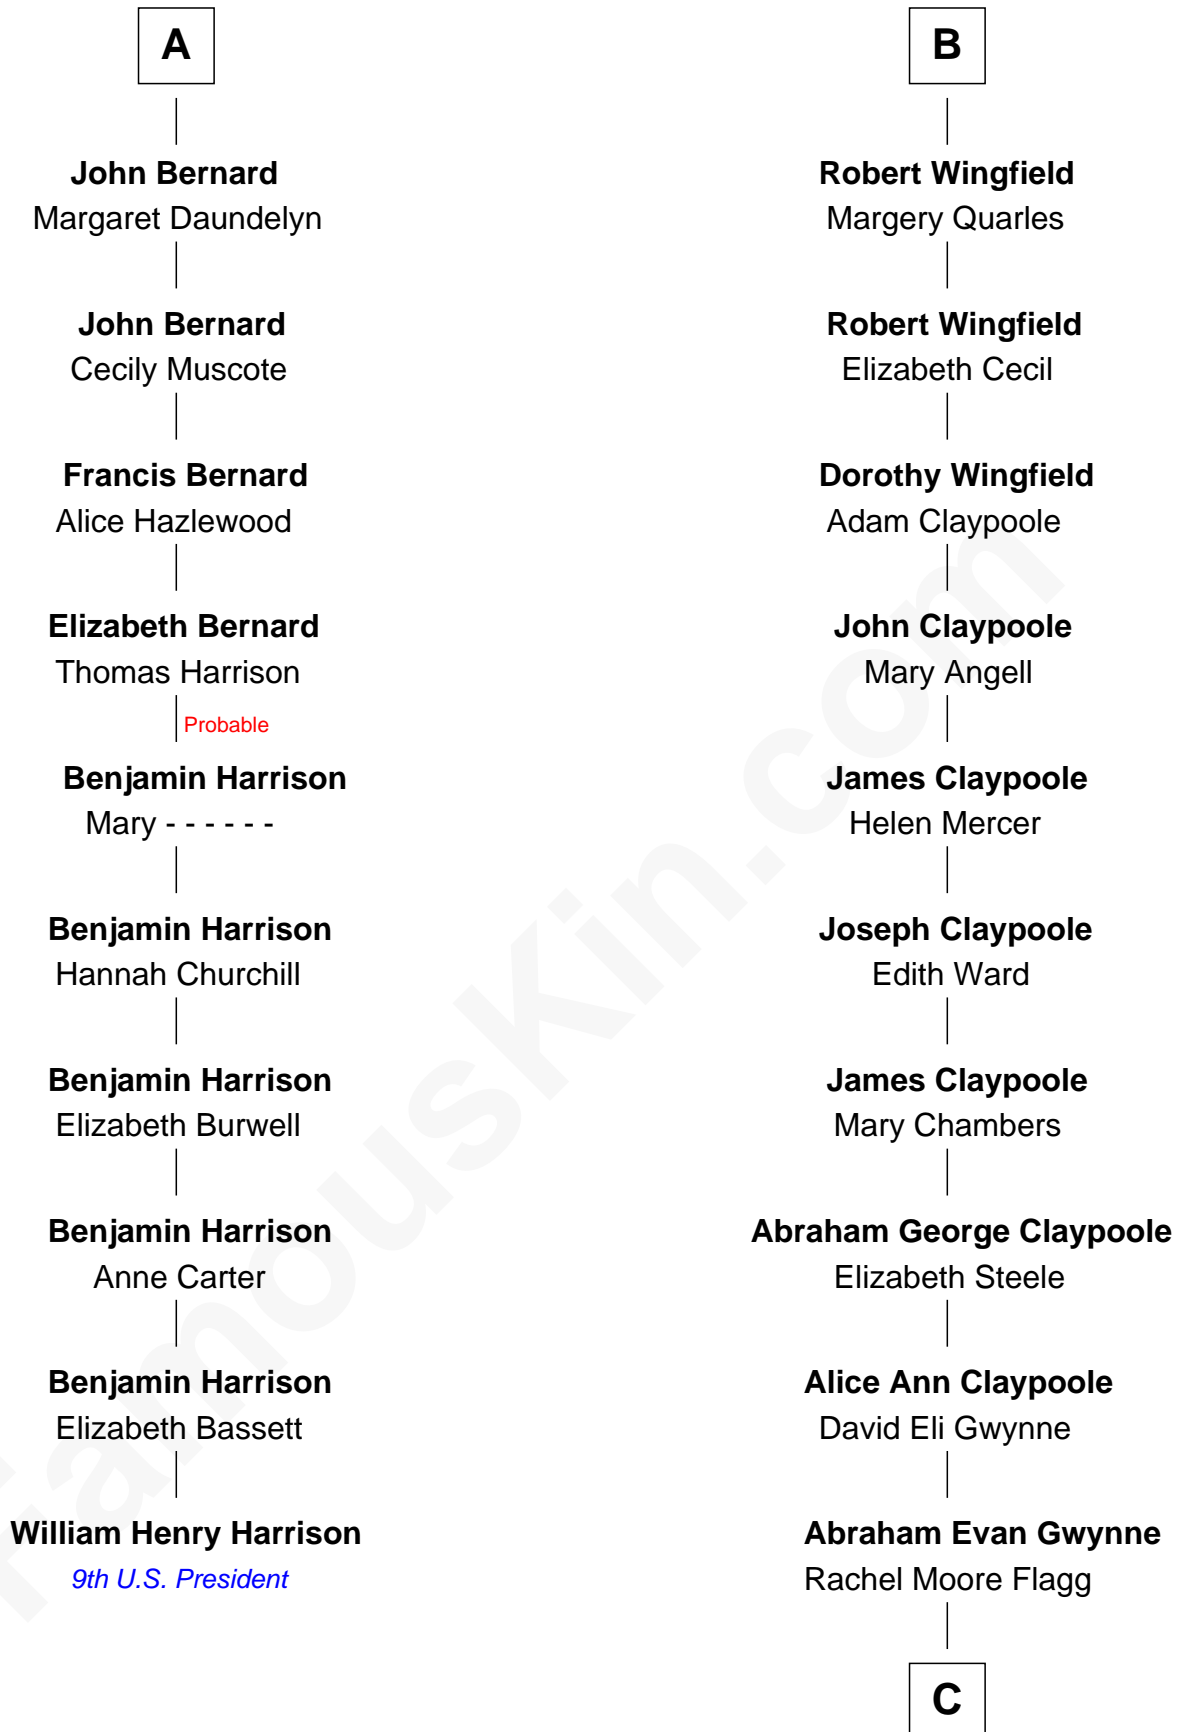 A
John Bernard
Margaret Daundelyn
John Bernard
Cecily Muscote
Francis Bernard
Alice Hazlewood
Elizabeth Bernard
Thomas Harrison
Probable
Benjamin Harrison
Mary - - - - - -
Benjamin Harrison
Hannah Churchill
Benjamin Harrison
Elizabeth Burwell
Benjamin Harrison
Anne Carter
Benjamin Harrison
Elizabeth Bassett
William Henry Harrison
9th U.S. President
B
Robert Wingfield
Margery Quarles
Robert Wingfield
Elizabeth Cecil
Dorothy Wingfield
Adam Claypoole
John Claypoole
Mary Angell
James Claypoole
Helen Mercer
Joseph Claypoole
Edith Ward
James Claypoole
Mary Chambers
Abraham George Claypoole
Elizabeth Steele
Alice Ann Claypoole
David Eli Gwynne
Abraham Evan Gwynne
Rachel Moore Flagg
C
FamousKin.com